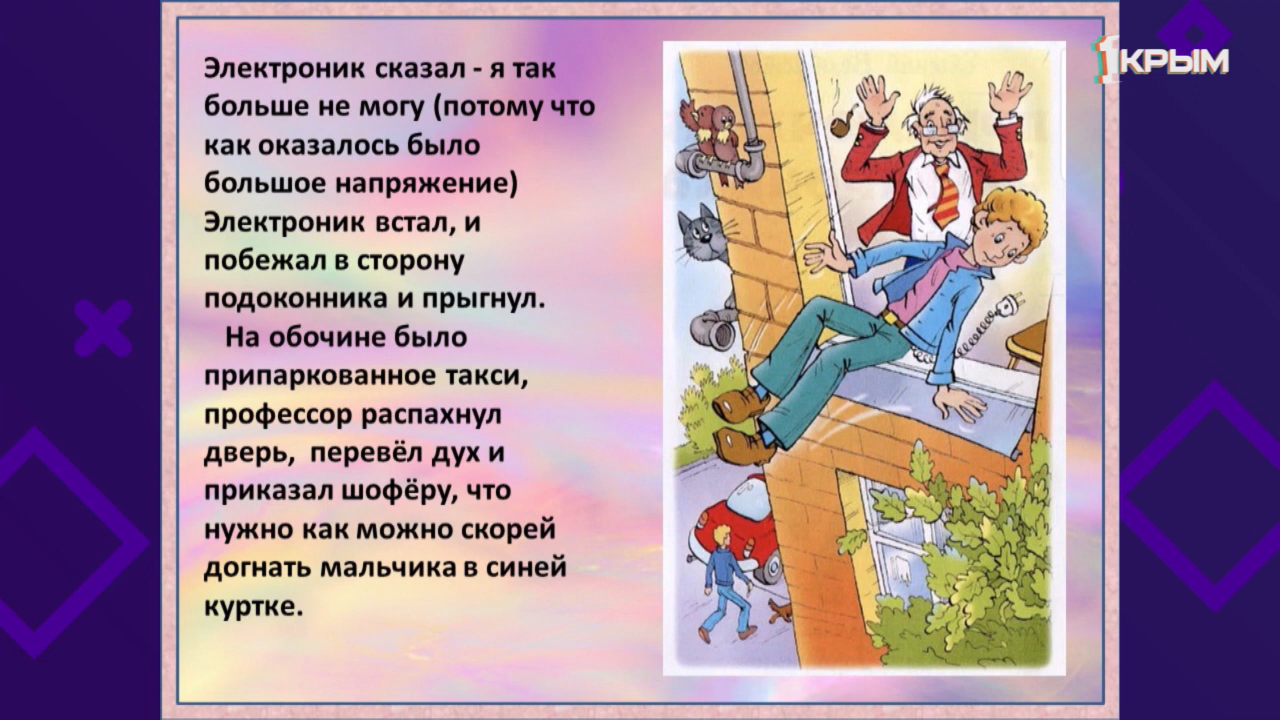 Электроник сказал - я так
больше не могу (потому что
как оказалось было
большое напряжение)
Электроник встал, и
побежал в сторону
подоконника и прыгнул.
На обочине было
припаркованное такси,
профессор распахнул
дверь, перевёл дух и
приказал шофёру, что
нужно как можно скорей
догнать мальчика в синей
куртке.
1КРЫМ